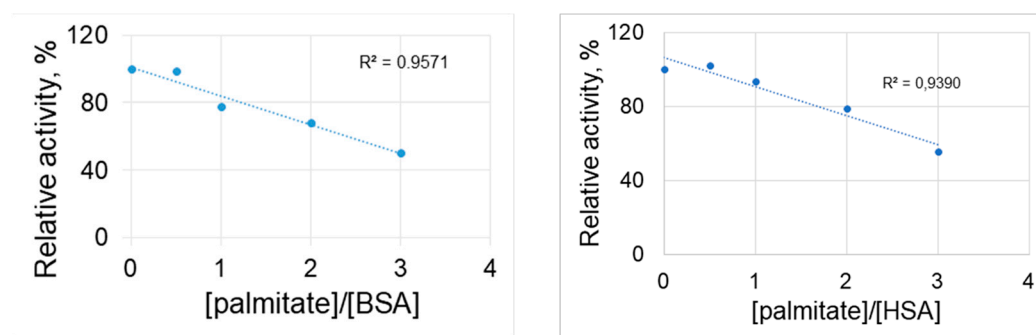 Relative activity, %
120
80
40
0
R² = 0.9571
0 1 2 3 4
[palmitate]/[BSA]
Relative activity, %
120
80
40
0
R² = 0,9390
0 1 2 3 4
[palmitate]/[HSA]